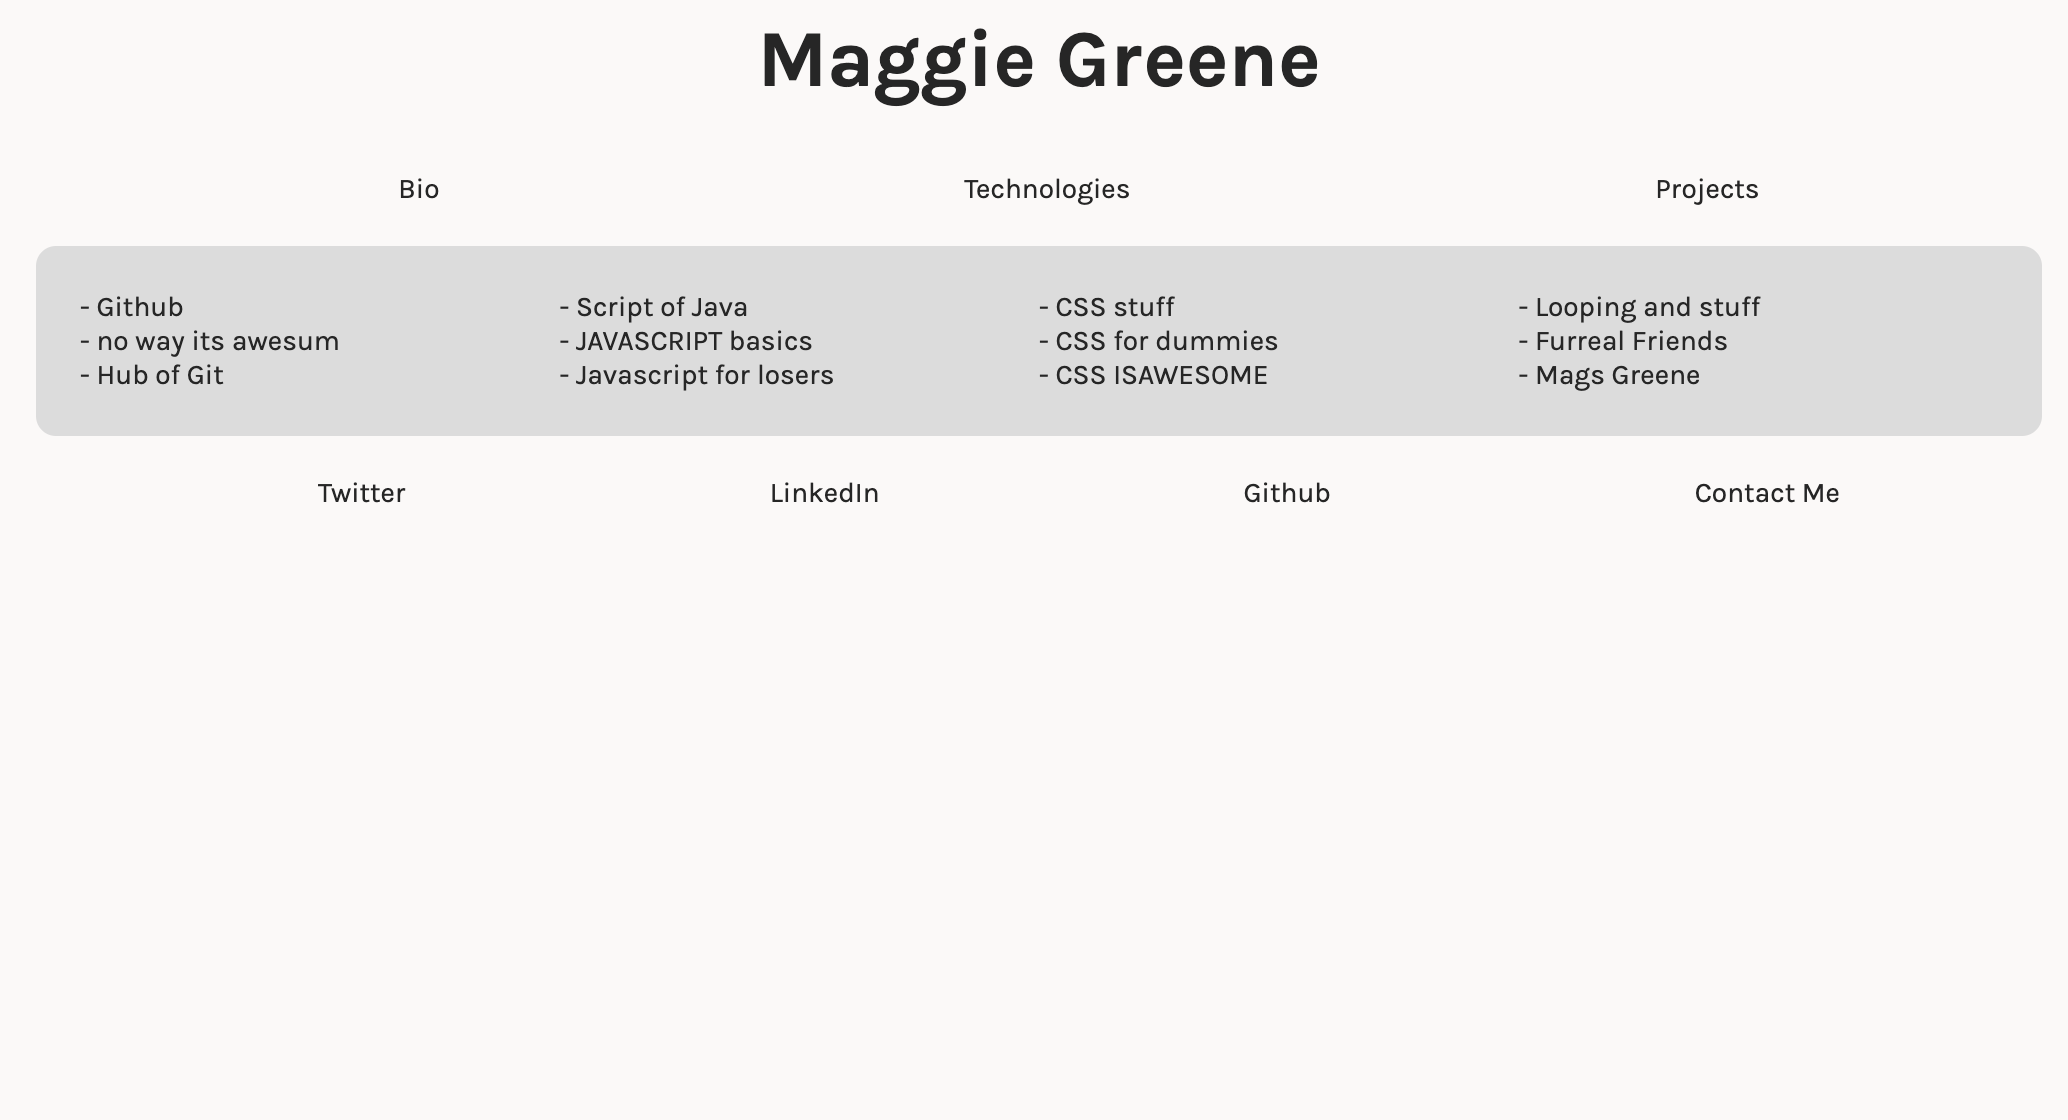 Maggie Greene
Bio
Technologies
Projects
- Github
- no way its awesum
- Hub of Git
- Script of Java
- JAVASCRIPT basics
- Javascript for losers
- CSS stuff
- CSS for dummies
- CSS ISAWESOME
- Looping and stuff
- Furreal Friends
- Mags Greene
Twitter
LinkedIn
Github
Contact Me